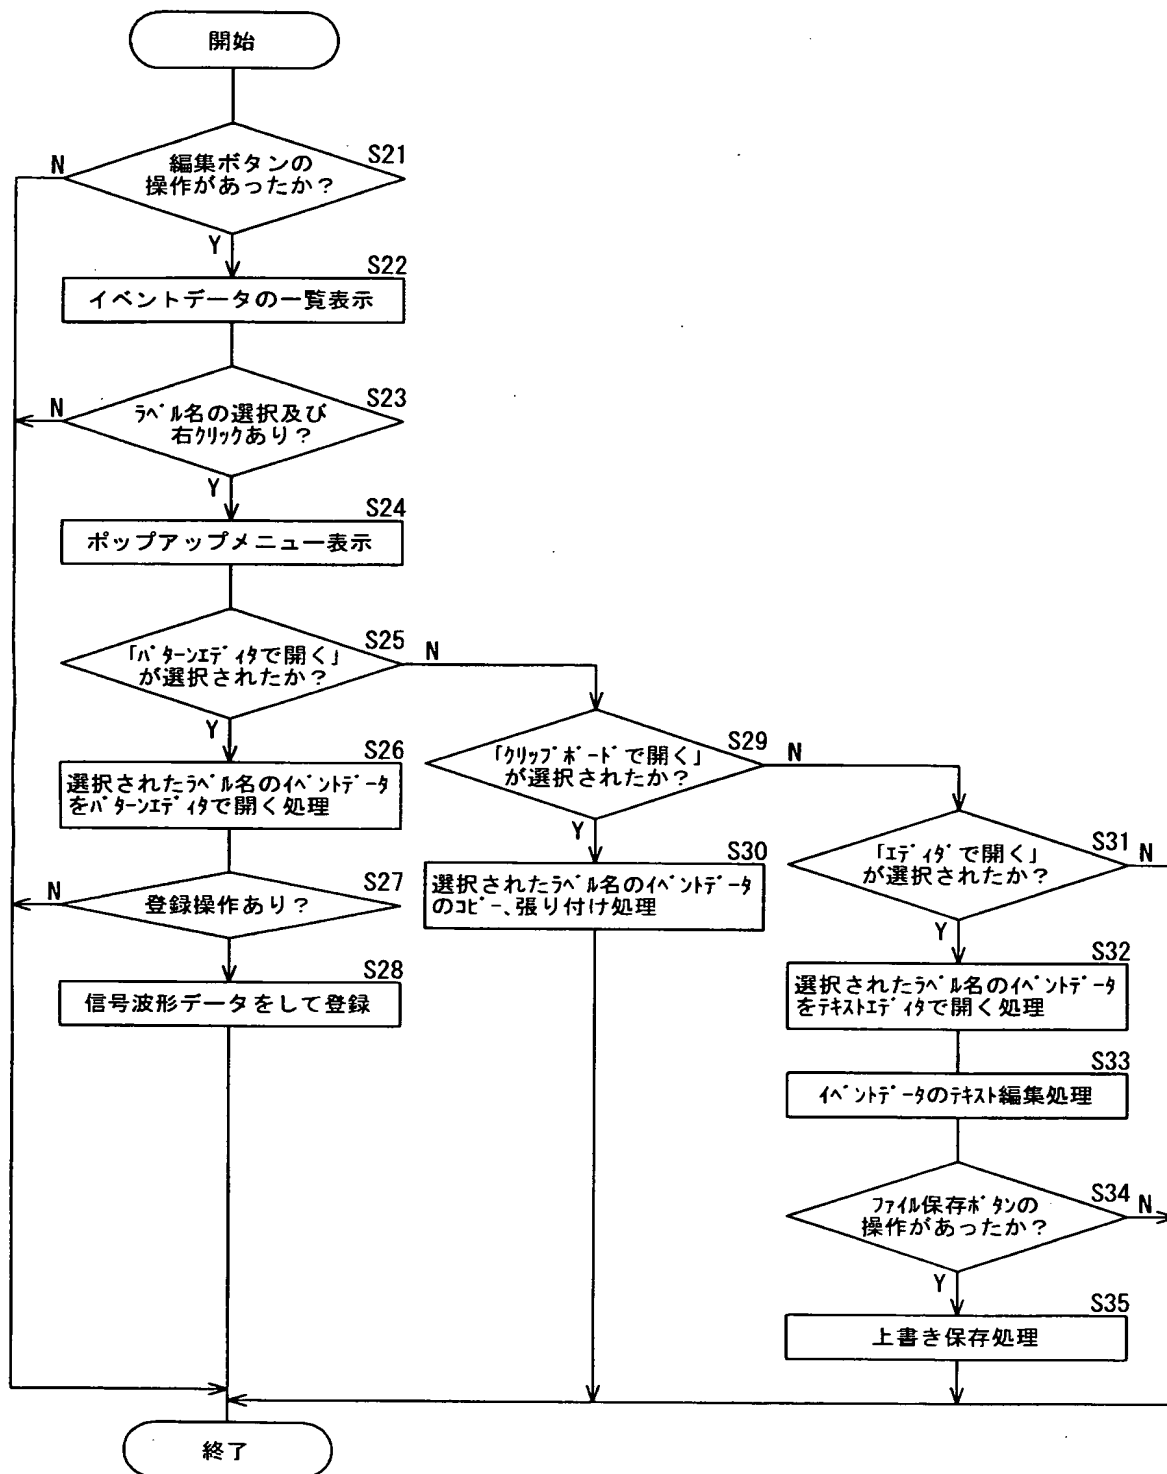 開始
S21
N
編集ボタンの
操作があったか？
Y
S22
イベントデータの一覧表示
S23
N
ﾗﾍﾞﾙ名の選択及び
右ｸﾘｯｸあり？
Y
S24
ポップアップメニュー表示
S25
N
「ﾊﾟﾀｰﾝｴﾃﾞｨﾀで開く」
が選択されたか？
Y
S26
選択されたﾗﾍﾞﾙ名のｲﾍﾞﾝﾄﾃﾞｰﾀ
をﾊﾟﾀｰﾝｴﾃﾞｨﾀで開く処理
S27
N
登録操作あり？
S28
信号波形データをして登録
S29
N
「ｸﾘｯﾌﾟﾎﾞｰﾄﾞで開く」
が選択されたか？
Y
S30
選択されたﾗﾍﾞﾙ名のｲﾍﾞﾝﾄﾃﾞｰﾀ
のｺﾋﾟｰ、張り付け処理
S31
N
「ｴﾃﾞｨﾀﾞで開く」
が選択されたか？
Y
S32
選択されたﾗﾍﾞﾙ名のｲﾍﾞﾝﾄﾃﾞｰﾀ
をﾃｷｽﾄｴﾃﾞｨﾀで開く処理
S33
ｲﾍﾞﾝﾄﾃﾞｰﾀのﾃｷｽﾄ編集処理
S34
N
ﾌｧｲﾙ保存ﾎﾞﾀﾝの
操作があったか？
Y
S35
上書き保存処理
終了